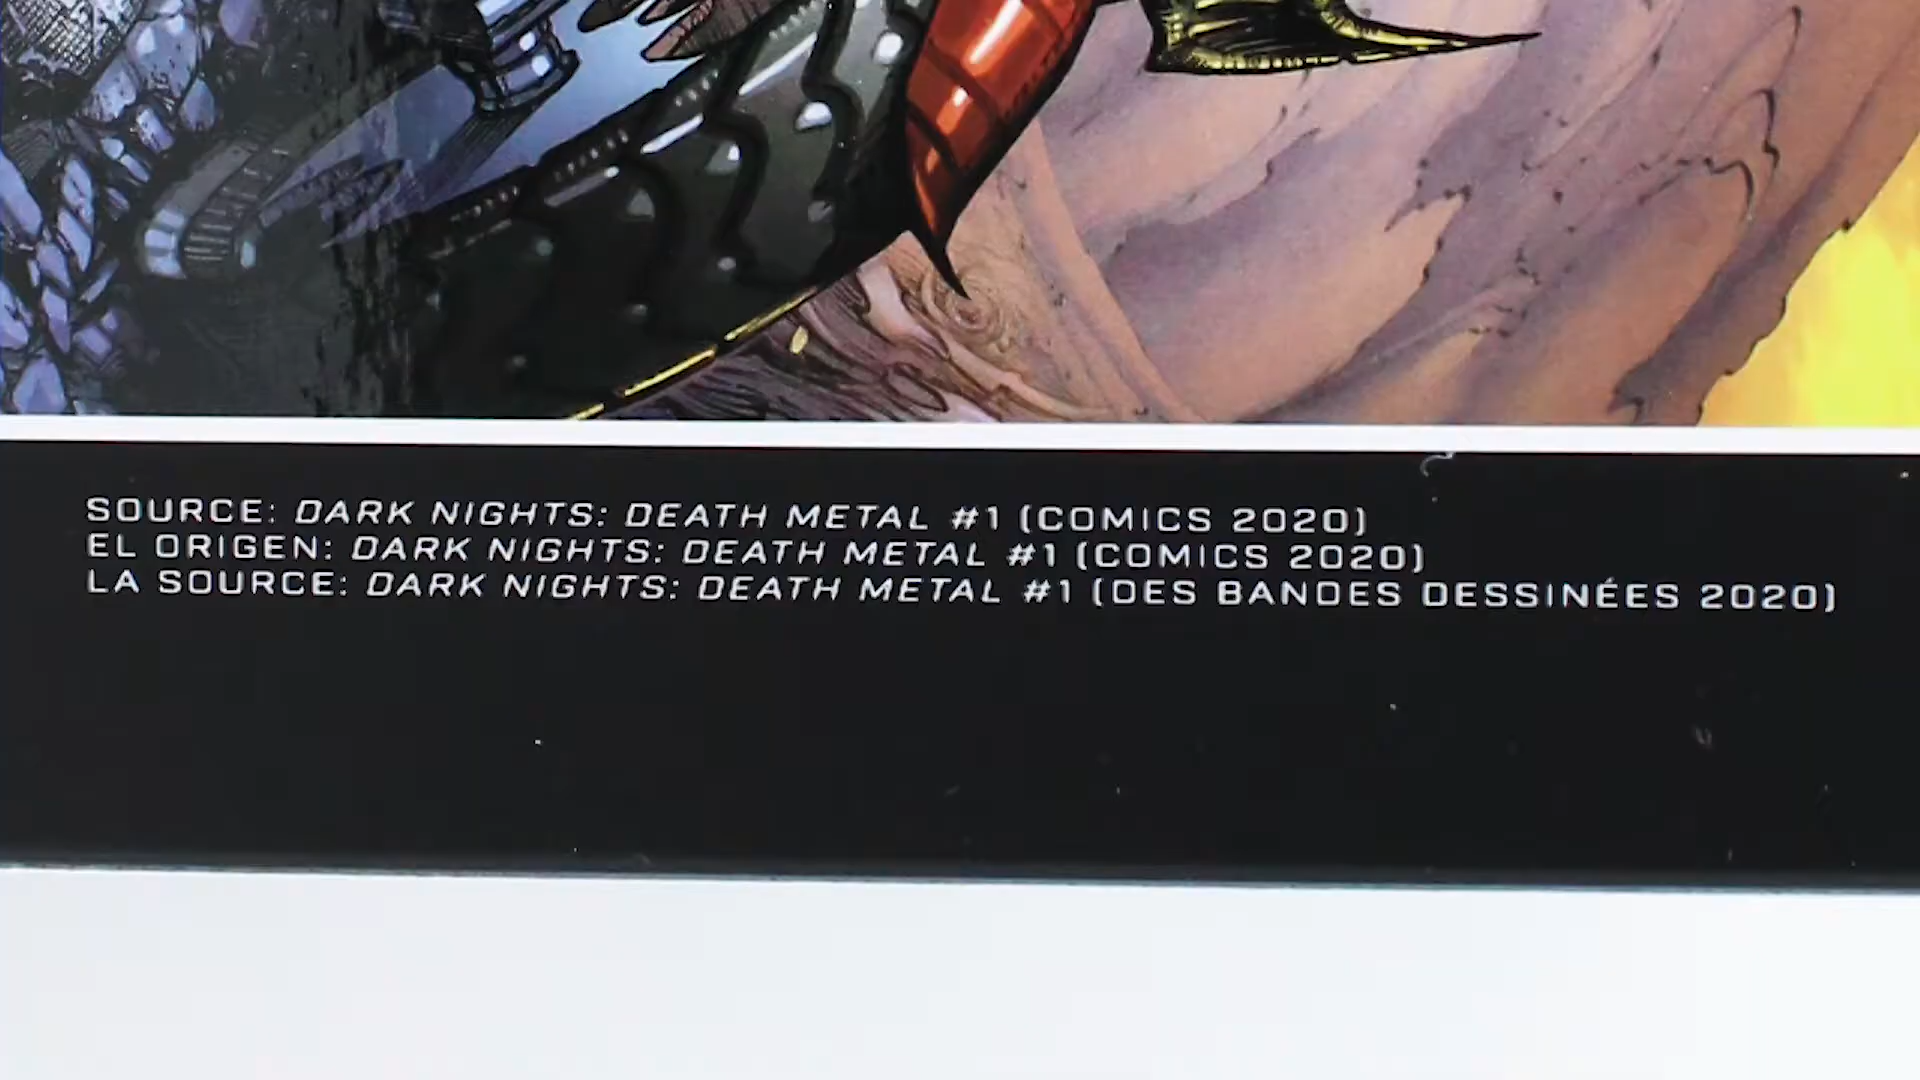 SOURCE: DARK NIGHTS: DEATH METAL #1 (COMICS 2020)
EL ORIGEN: DARK NIGHTS: DEATH METAL #1 (COMICS 2020)
LA SOURCE: DARK NIGHTS: DEATH METAL #1 (DES BANDES DESSINÉES 2020)